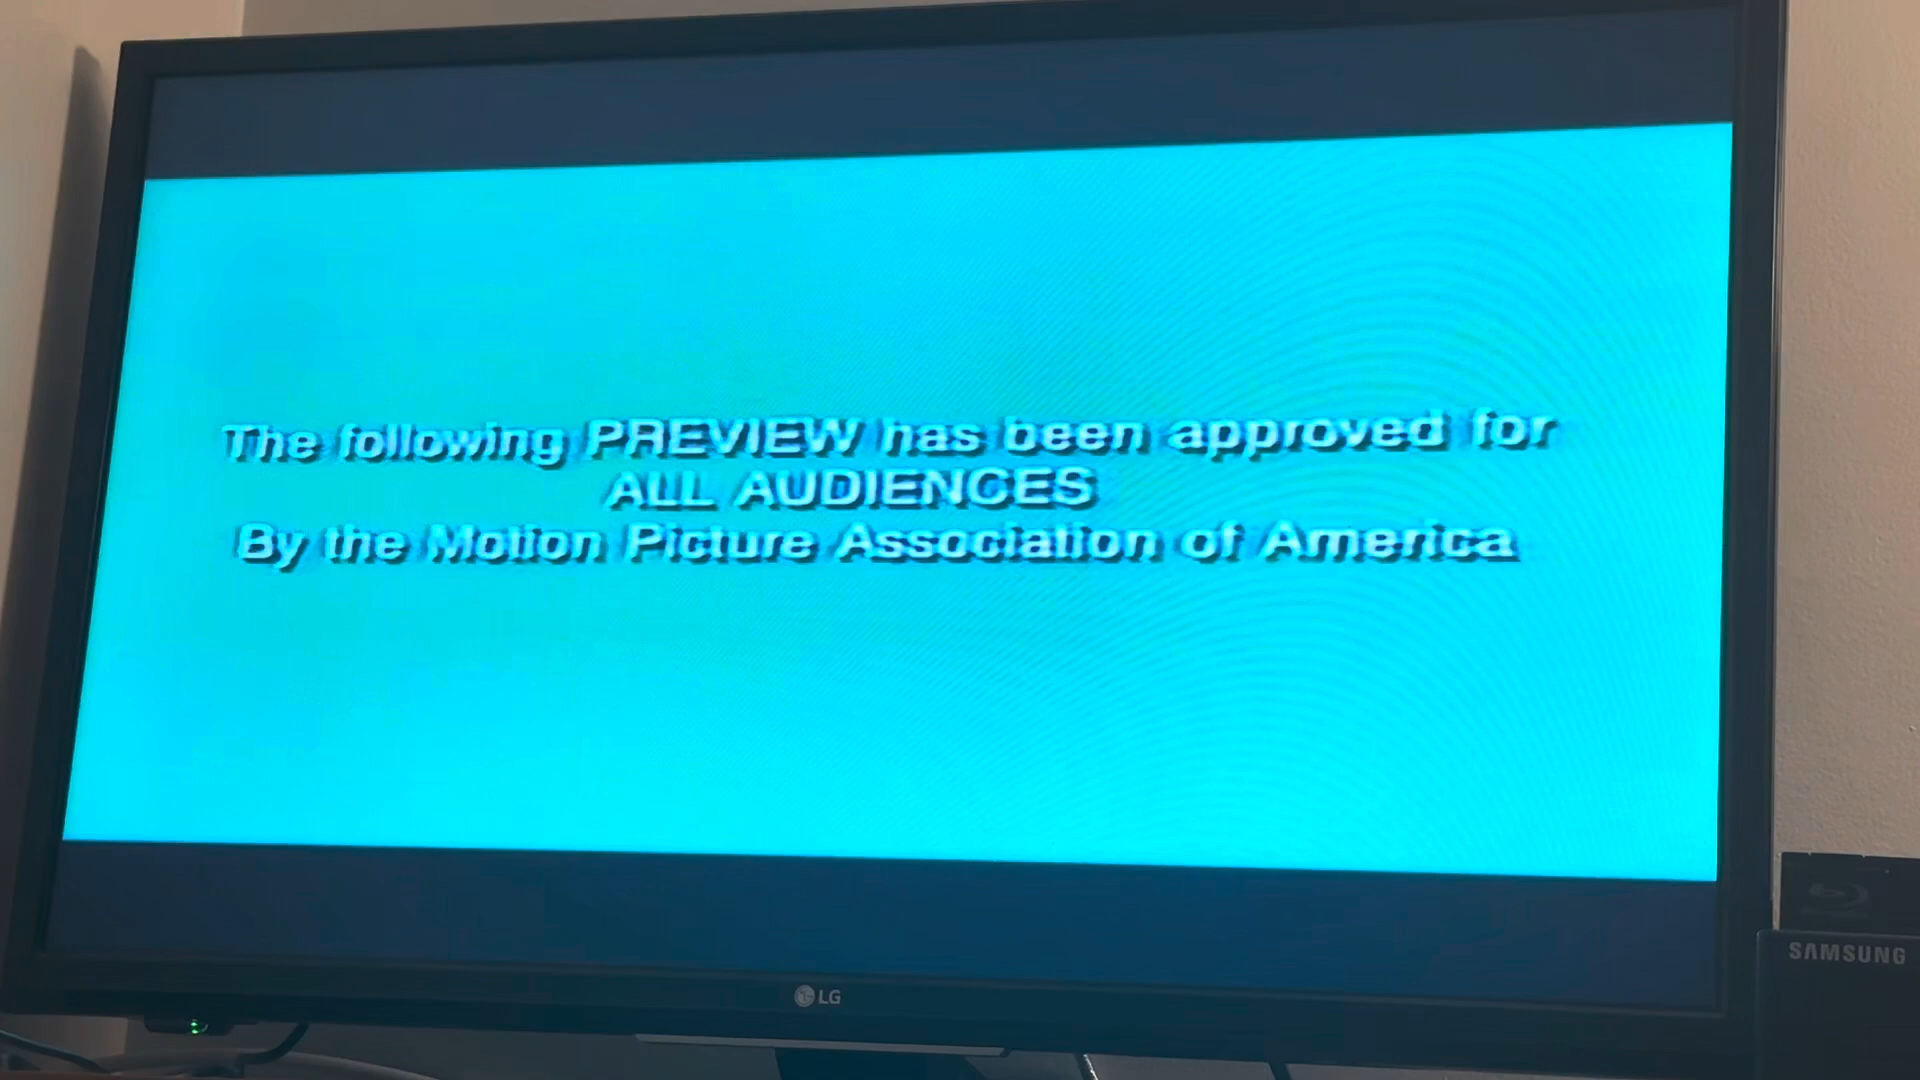 The following PREVIEW has been approved for
ALL AUDIENCES
By the Motion Picture Association of America
SAMSUNG
LG